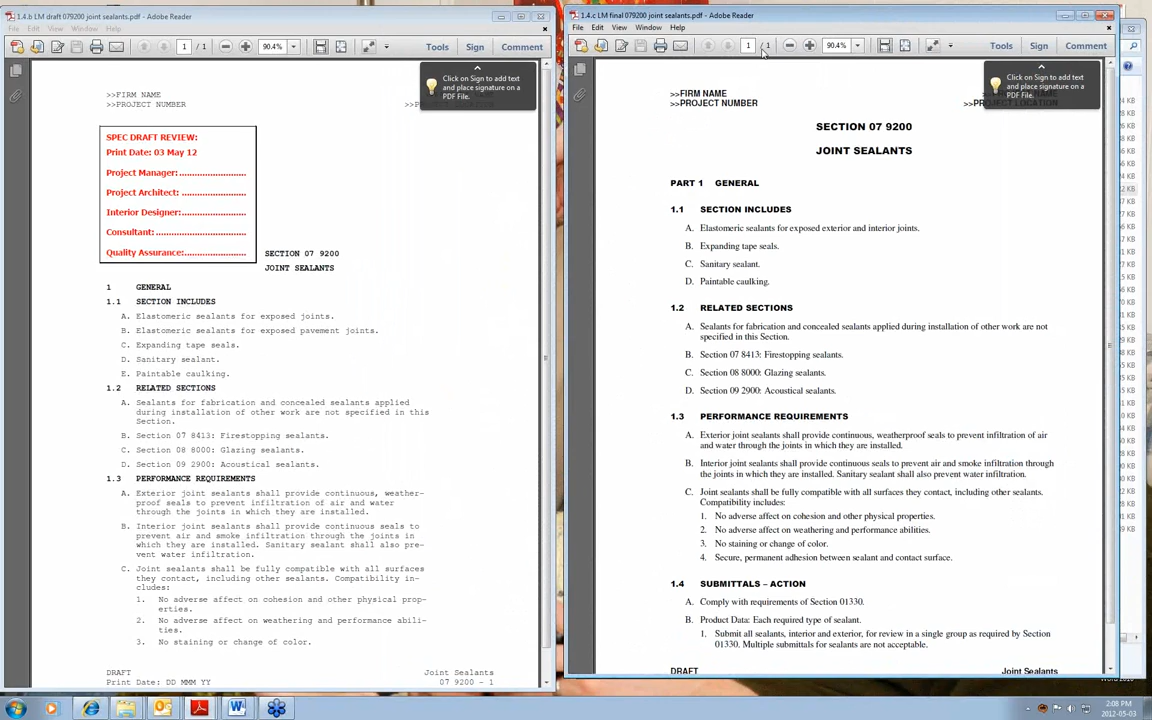 1.4.b LM draft 079200 joint sealants.pdf - Adobe Reader
File Edit View Window Help
1 / 1
90.4%
Tools
Sign
Comment
Click on Sign to add text
and place signature on a
PDF File.
>>FIRM NAME
>>PROJECT NUMBER
SPEC DRAFT REVIEW:
Print Date: 03 May 12
Project Manager:
Project Architect:
Interior Designer:
Consultant:
Quality Assurance:
SECTION 07 9200
JOINT SEALANTS
1 GENERAL
1.1 SECTION INCLUDES
A. Elastomeric sealants for exposed joints.
B. Elastomeric sealants for exposed pavement joints.
C. Expanding tape seals.
D. Sanitary sealant.
E. Paintable caulking.
1.2 RELATED SECTIONS
A. Sealants for fabrication and concealed sealants applied
during installation of other work are not specified in this
Section.
B. Section 07 8413: Firestopping sealants.
C. Section 08 8000: Glazing sealants.
D. Section 09 2900: Acoustical sealants.
1.3 PERFORMANCE REQUIREMENTS
A. Exterior joint sealants shall provide continuous, weather-
proof seals to prevent infiltration of air and water
through the joints in which they are installed.
B. Interior joint sealants shall provide continuous seals to
prevent air and smoke infiltration through the joints in
which they are installed. Sanitary sealant shall also pre-
vent water infiltration.
C. Joint sealants shall be fully compatible with all surfaces
they contact, including other sealants. Compatibility in-
cludes:
1. No adverse affect on cohesion and other physical prop-
erties.
2. No adverse affect on weathering and performance abili-
ties.
3. No staining or change of color.
DRAFT Joint Sealants
Print Date: DD MMM YY 07 9200 - 1
1.4.c LM final 079200 joint sealants.pdf - Adobe Reader
File Edit View Window Help
1 / 1
90.4%
Tools
Sign
Comment
Click on Sign to add text
and place signature on a
PDF File.
>>FIRM NAME
>>PROJECT NUMBER >>PROJECT LOCATION
SECTION 07 9200
JOINT SEALANTS
PART 1 GENERAL
1.1 SECTION INCLUDES
A. Elastomeric sealants for exposed exterior and interior joints.
B. Expanding tape seals.
C. Sanitary sealant.
D. Paintable caulking.
1.2 RELATED SECTIONS
A. Sealants for fabrication and concealed sealants applied during installation of other work are not
specified in this Section.
B. Section 07 8413: Firestopping sealants.
C. Section 08 8000: Glazing sealants.
D. Section 09 2900: Acoustical sealants.
1.3 PERFORMANCE REQUIREMENTS
A. Exterior joint sealants shall provide continuous, weatherproof seals to prevent infiltration of air
and water through the joints in which they are installed.
B. Interior joint sealants shall provide continuous seals to prevent air and smoke infiltration through
the joints in which they are installed. Sanitary sealant shall also prevent water infiltration.
C. Joint sealants shall be fully compatible with all surfaces they contact, including other sealants.
Compatibility includes:
1. No adverse affect on cohesion and other physical properties.
2. No adverse affect on weathering and performance abilities.
3. No staining or change of color.
4. Secure, permanent adhesion between sealant and contact surface.
1.4 SUBMITTALS – ACTION
A. Comply with requirements of Section 01330.
B. Product Data: Each required type of sealant.
1. Submit all sealants, interior and exterior, for review in a single group as required by Section
01330. Multiple submittals for sealants are not acceptable.
DRAFT Joint Sealants
2:08 PM
2012-05-03